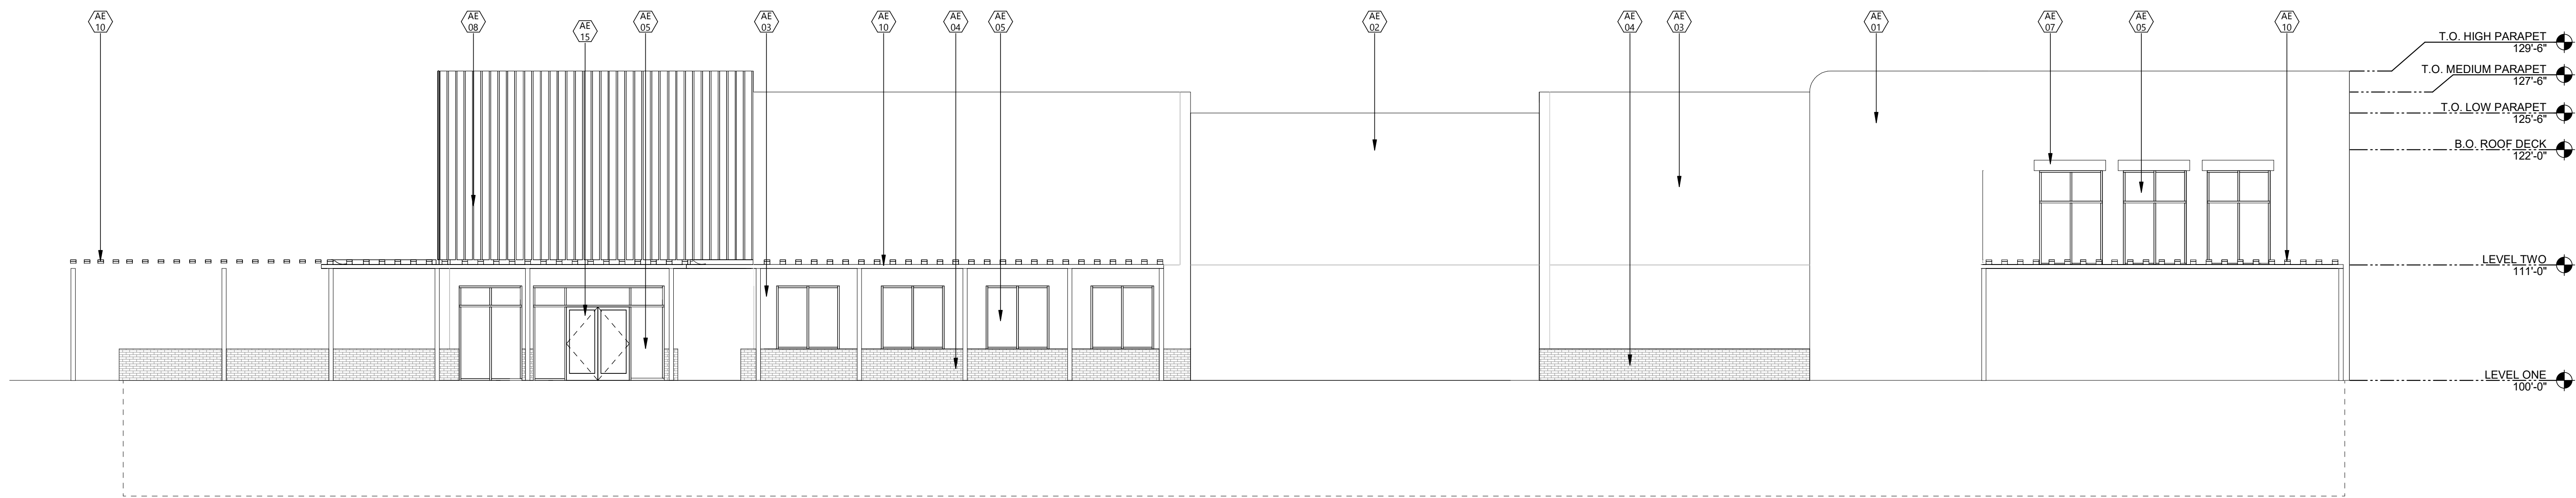 AE
10
AE
08
AE
15
AE
05
AE
03
AE
10
AE
04
AE
05
AE
02
AE
04
AE
03
AE
01
AE
07
AE
05
AE
10
T.O. HIGH PARAPET
129'-6"
T.O. MEDIUM PARAPET
127'-6"
T.O. LOW PARAPET
125'-6"
B.O. ROOF DECK
122'-0"
LEVEL TWO
111'-0"
LEVEL ONE
100'-0"